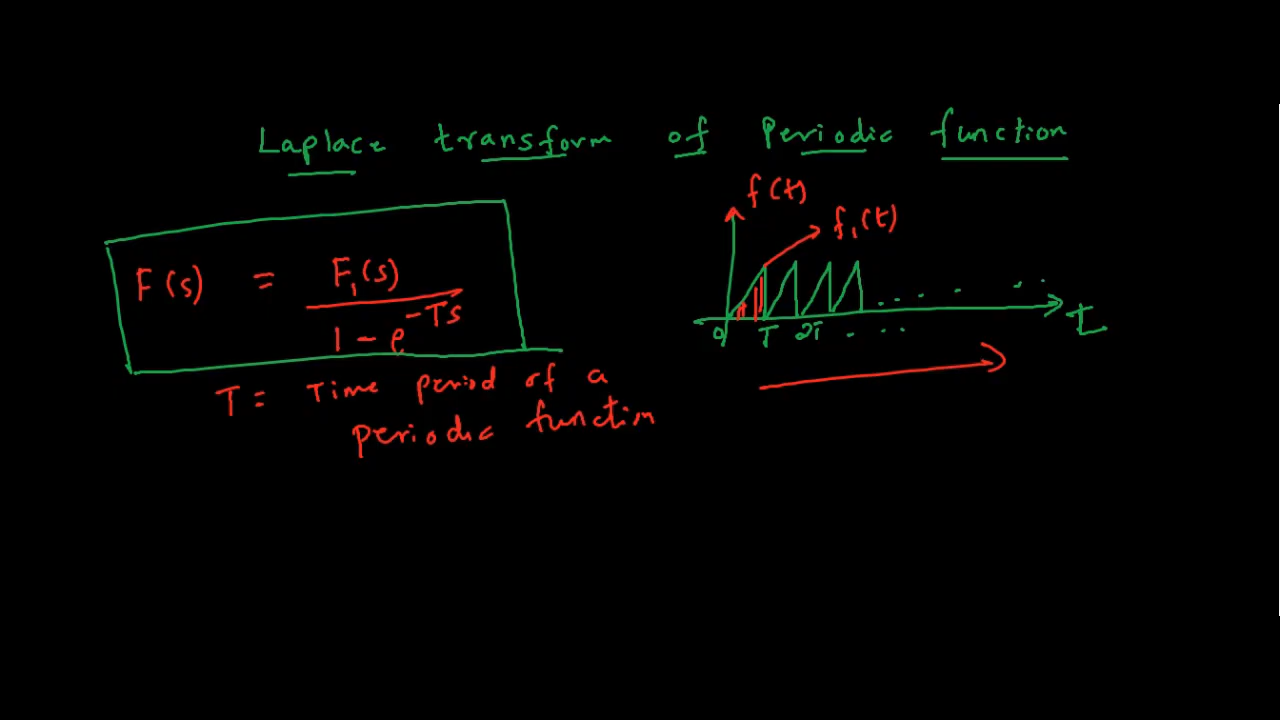 Laplace transform of Periodic function
f(t)
f₁(t)
F(s) = F₁(s) / 1 - e^-Ts
0 T 2T . . .
t
T = Time period of a
periodic function